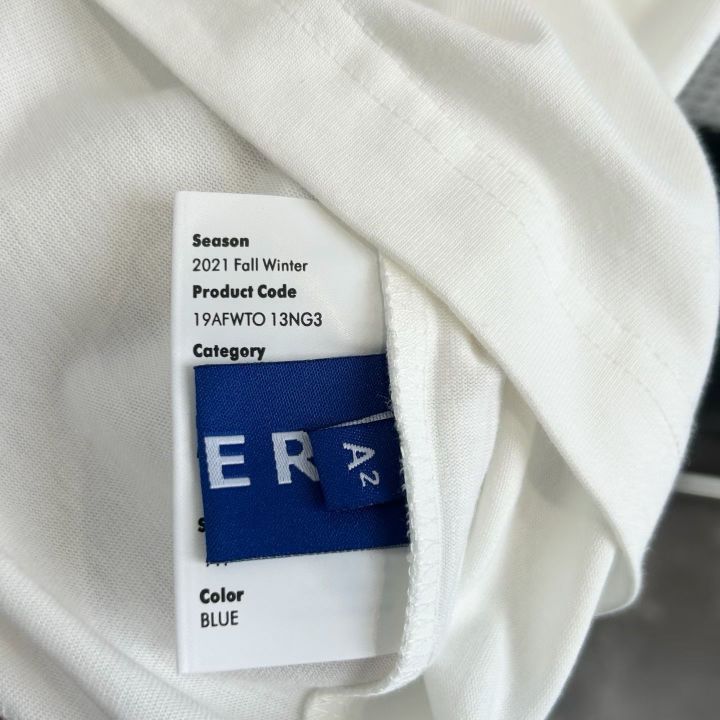 Season
2021 Fall Winter
Product Code
19AFWTO 13NG3
Category
ER
A2
Color
BLUE